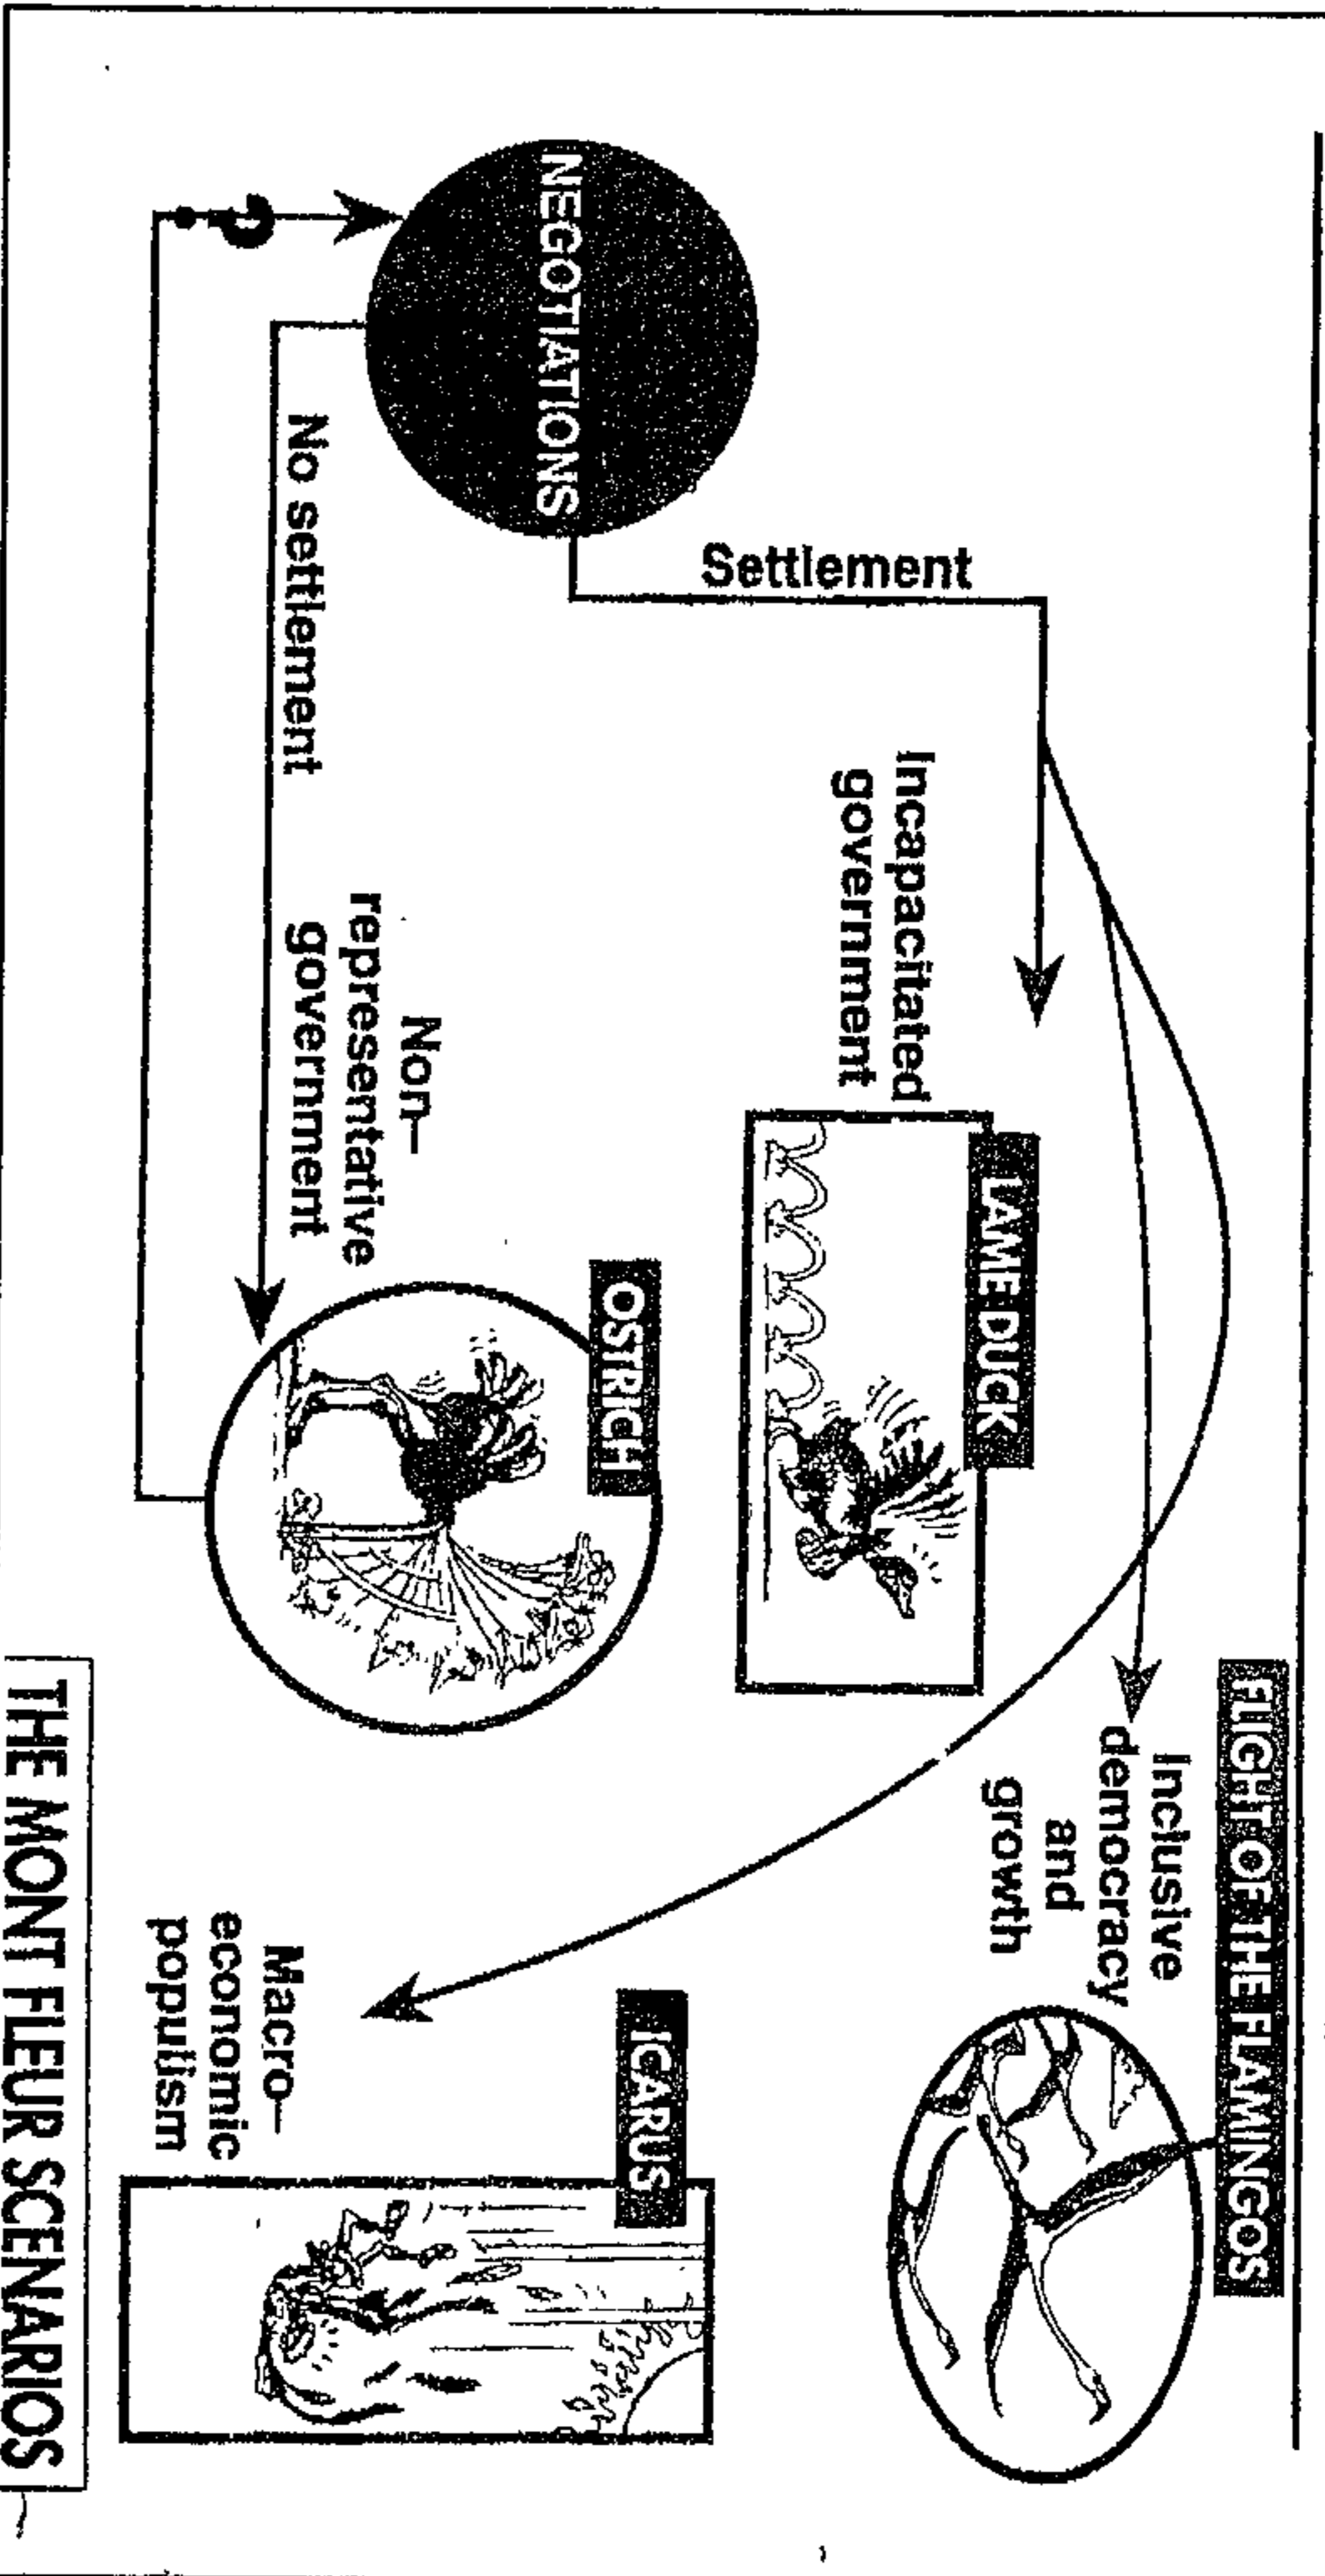 FLIGHT OF THE FLAMINGOS
Inclusive
democracy
and
growth
Settlement
LAME DUCK
Incapacitated
government
NEGOTIATIONS
ICARUS
Macro–
economic
populism
OSTRICH
Non–
representative
government
No settlement
?
THE MONT FLEUR SCENARIOS